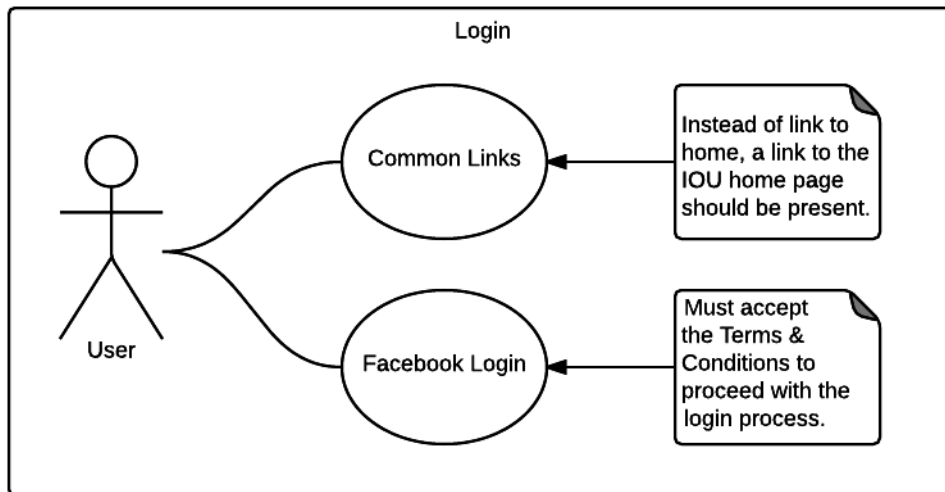 Login
Common Links
Instead of link to
home, a link to the
IOU home page
should be present.
User
Facebook Login
Must accept
the Terms &
Conditions to
proceed with the
login process.